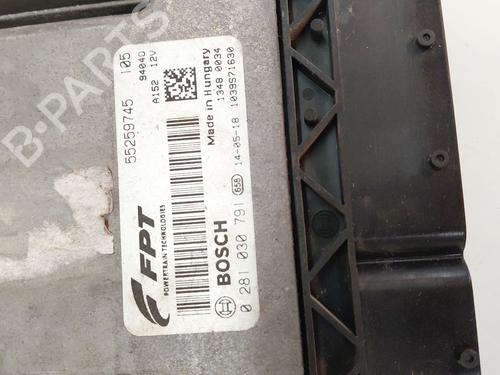 B-PARTS
FPT
POWERTRAIN TECHNOLOGIES
55259745 105
94040
A152 12V
Made in Hungary
1348 0034
1039S71630
BOSCH
0 281 030 791 658 14-05-18